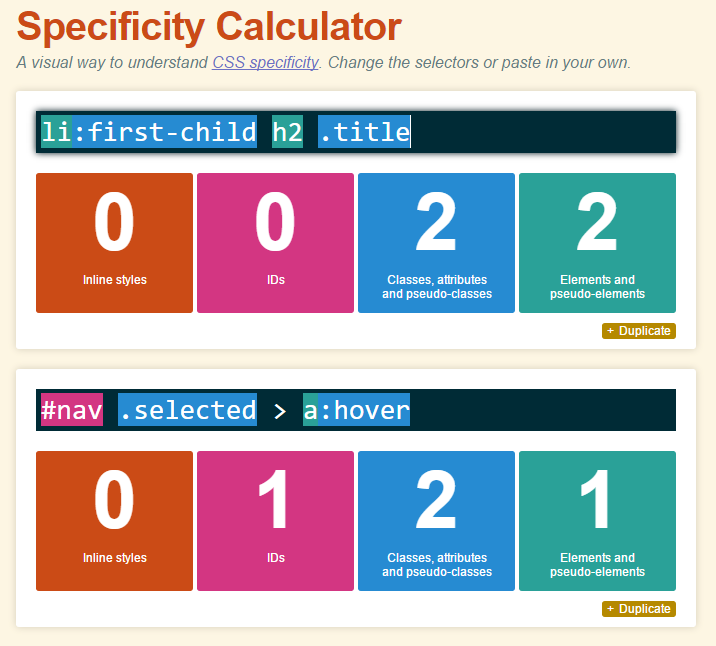 Specificity Calculator
A visual way to understand CSS specificity. Change the selectors or paste in your own.
li:first-child h2 .title
0 0 2 2
Inline styles IDs Classes, attributes Elements and
and pseudo-classes pseudo-elements
+ Duplicate
#nav .selected > a:hover
0 1 2 1
Inline styles IDs Classes, attributes Elements and
and pseudo-classes pseudo-elements
+ Duplicate